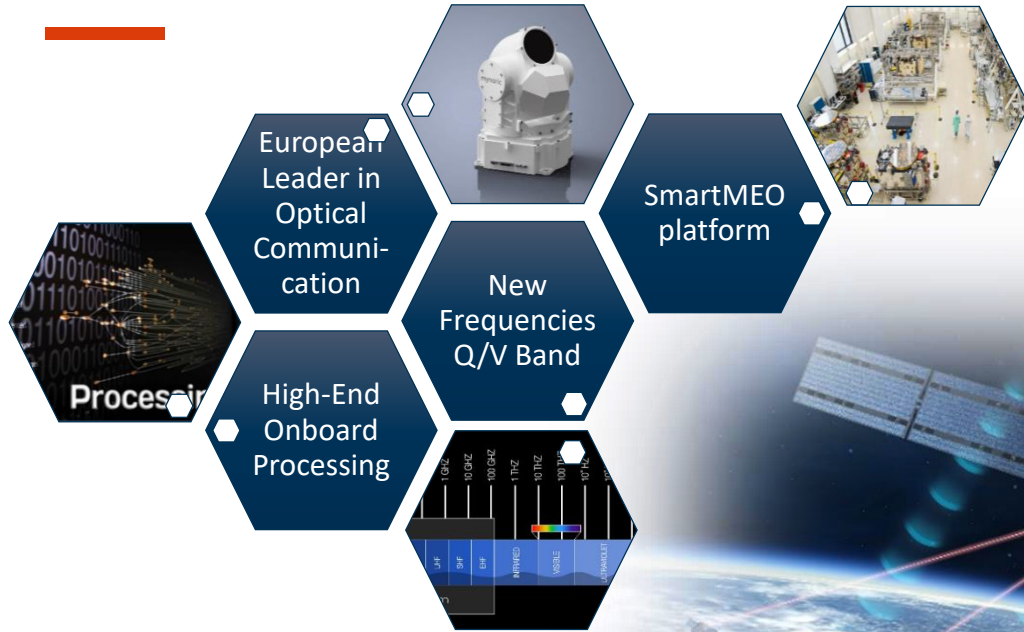 European
Leader in
Optical
Communi-
cation
SmartMEO
platform
New
Frequencies
Q/V Band
High-End
Onboard
Processing
Processin
1 GHZ
10 GHZ
100 GHZ
1 THZ
10 THZ
100 THZ
UHF
SHF
EHF
INFRARED
VISIBLE
ULTRAVIOLET